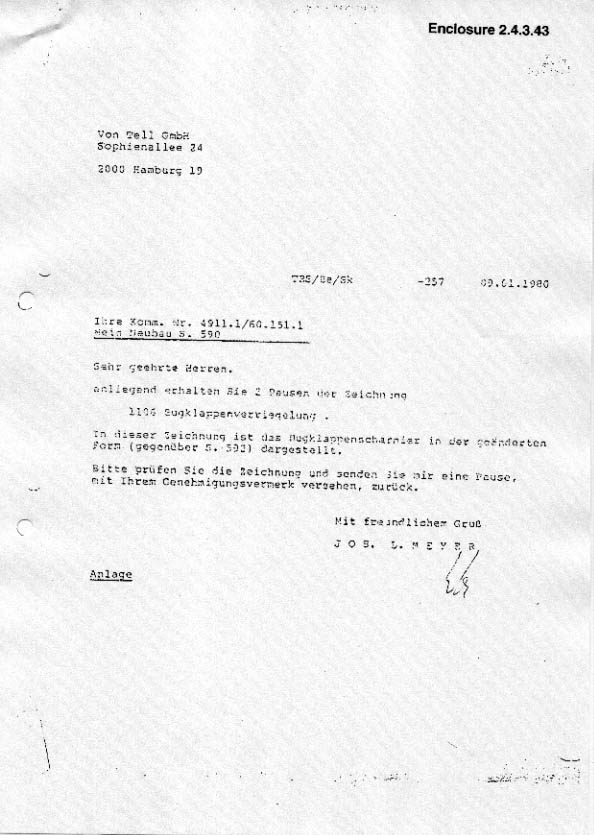 Enclosure 2.4.3.43
Von Tell GmbH
Sophienallee 24
2000 Hamburg 19
TBS/Be/Sk -257 09.01.1980
Ihre Komm. Nr. 4911.1/60.151.1
Mein Neubau S. 590
Sehr geehrte Herren.
anliegend erhalten Sie 2 Pausen der Zeichnung
1106 Bugklappenverriegelung .
In dieser Zeichnung ist das Bugklappenscharnier in der geänderten
Form (gegenüber S. 592) dargestellt.
Bitte prüfen Sie die Zeichnung und senden Sie mir eine Pause,
mit Ihrem Genehmigungsvermerk versehen, zurück.
Mit freundlichem Gruß
JOS. L. MEYER
Anlage